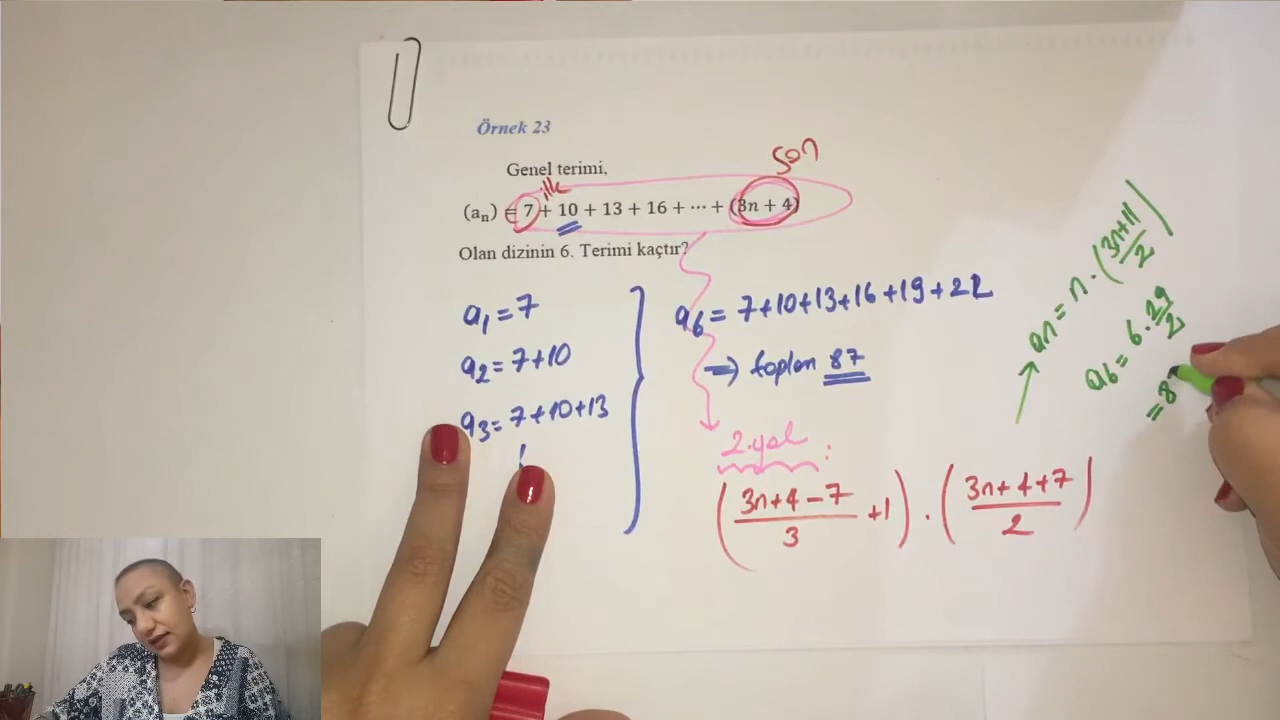 Örnek 23
Genel terimi,
ilk
son
(aₙ) = 7 + 10 + 13 + 16 + ⋯ + (3n + 4)
Olan dizinin 6. Terimi kaçtır?
a₁ = 7
a₂ = 7+10
a₃ = 7+10+13
a₆ = 7+10+13+16+19+22
⇒ toplam 87
2.yol :
((3n+4-7)/3 +1) . ((3n+4+7)/2)
an = n . ((3n+11)/2)
a₆ = 6 . 29/2
= 8